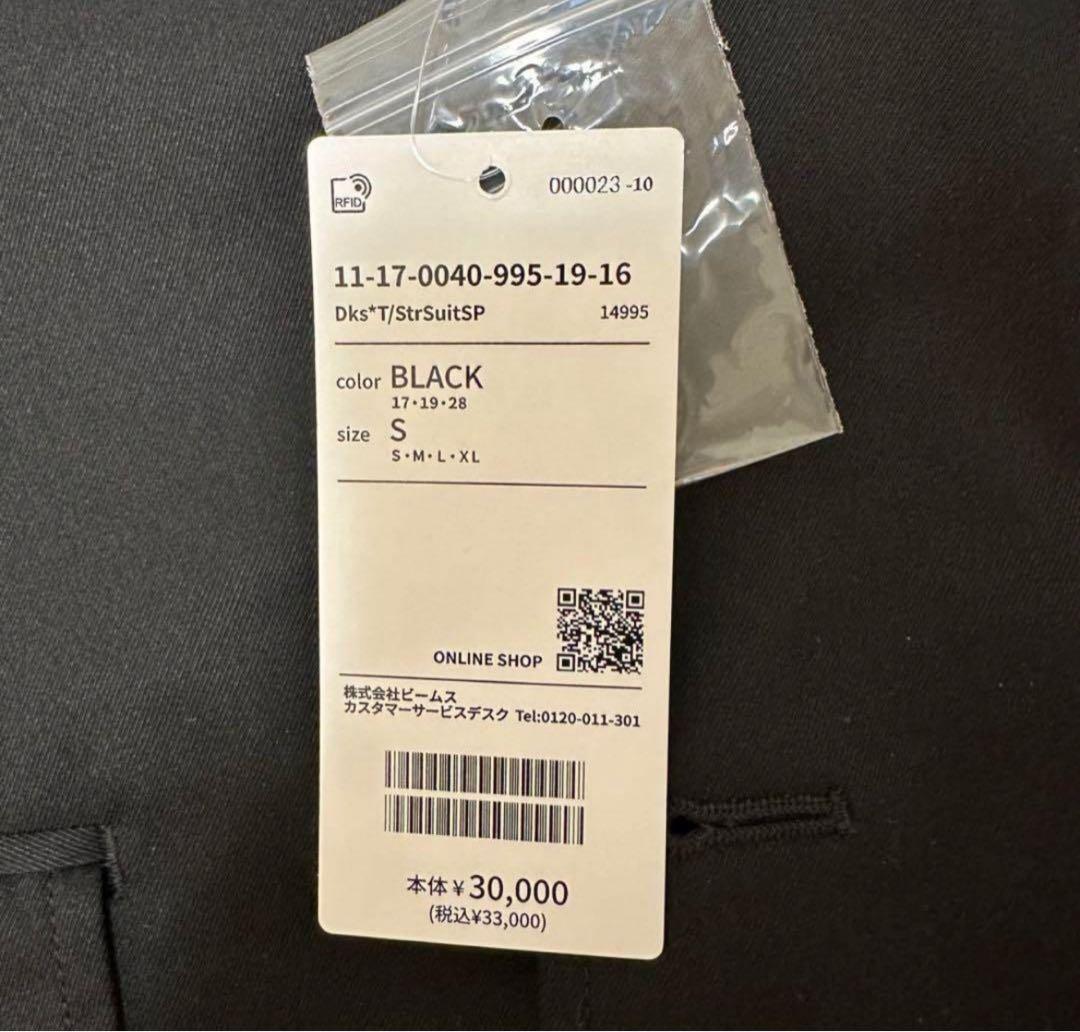 RFID
000023-10
11-17-0040-995-19-16
Dks*T/StrSuitSP 14995
color BLACK
17・19・28
size S
S・M・L・XL
ONLINE SHOP
株式会社ビームス
カスタマーサービスデスク Tel:0120-011-301
本体¥30,000
(税込¥33,000)